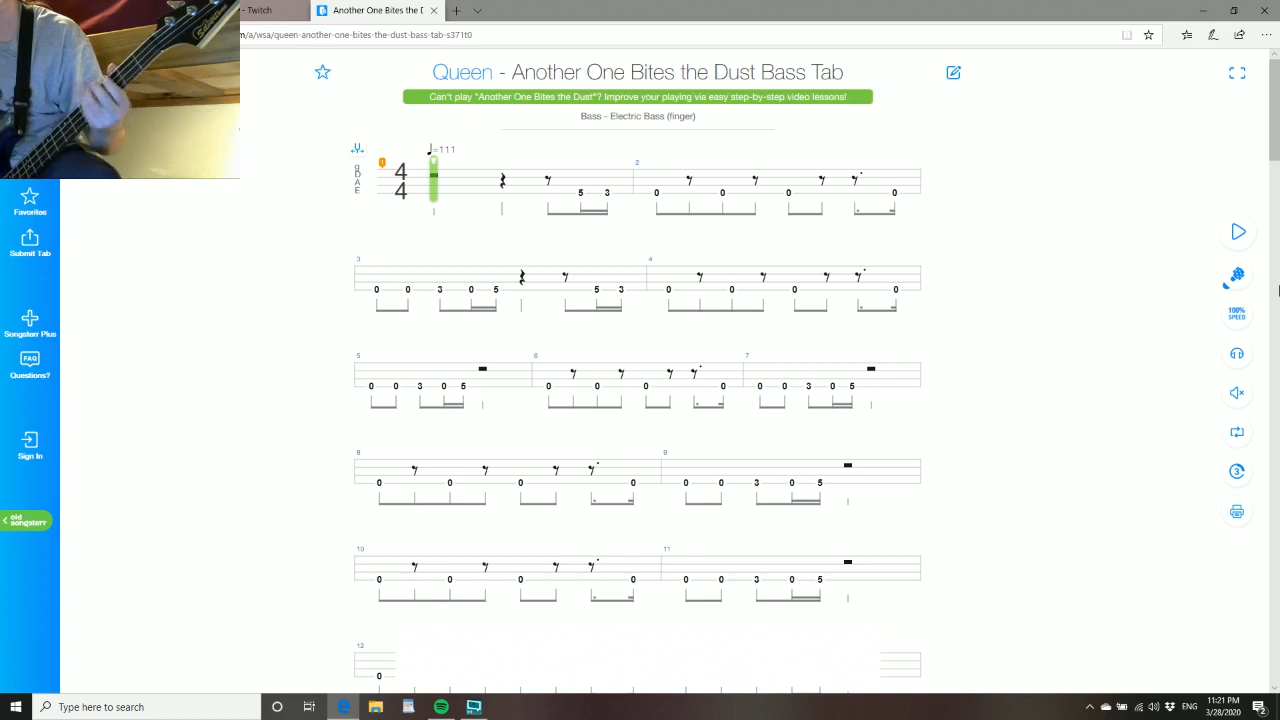 Twitch
Another One Bites the D
m/a/wsa/queen-another-one-bites-the-dust-bass-tab-s371t0
Queen - Another One Bites the Dust Bass Tab
Can't play "Another One Bites the Dust"? Improve your playing via easy step-by-step video lessons!
Bass - Electric Bass (finger)
=111
1
2
g
D
A
E
4
4
5 3 0 0 0 0
3
4
0 0 3 0 5 5 3 0 0 0 0
5
6
7
0 0 3 0 5 0 0 0 0 0 0 3 0 5
8
9
0 0 0 0 0 0 3 0 5
10
11
0 0 0 0 0 0 3 0 5
12
0
Favorites
Submit Tab
Songsterr Plus
FAQ
Questions?
Sign In
old
songsterr
100%
SPEED
3
Type here to search
ENG
11:21 PM
3/28/2020
2